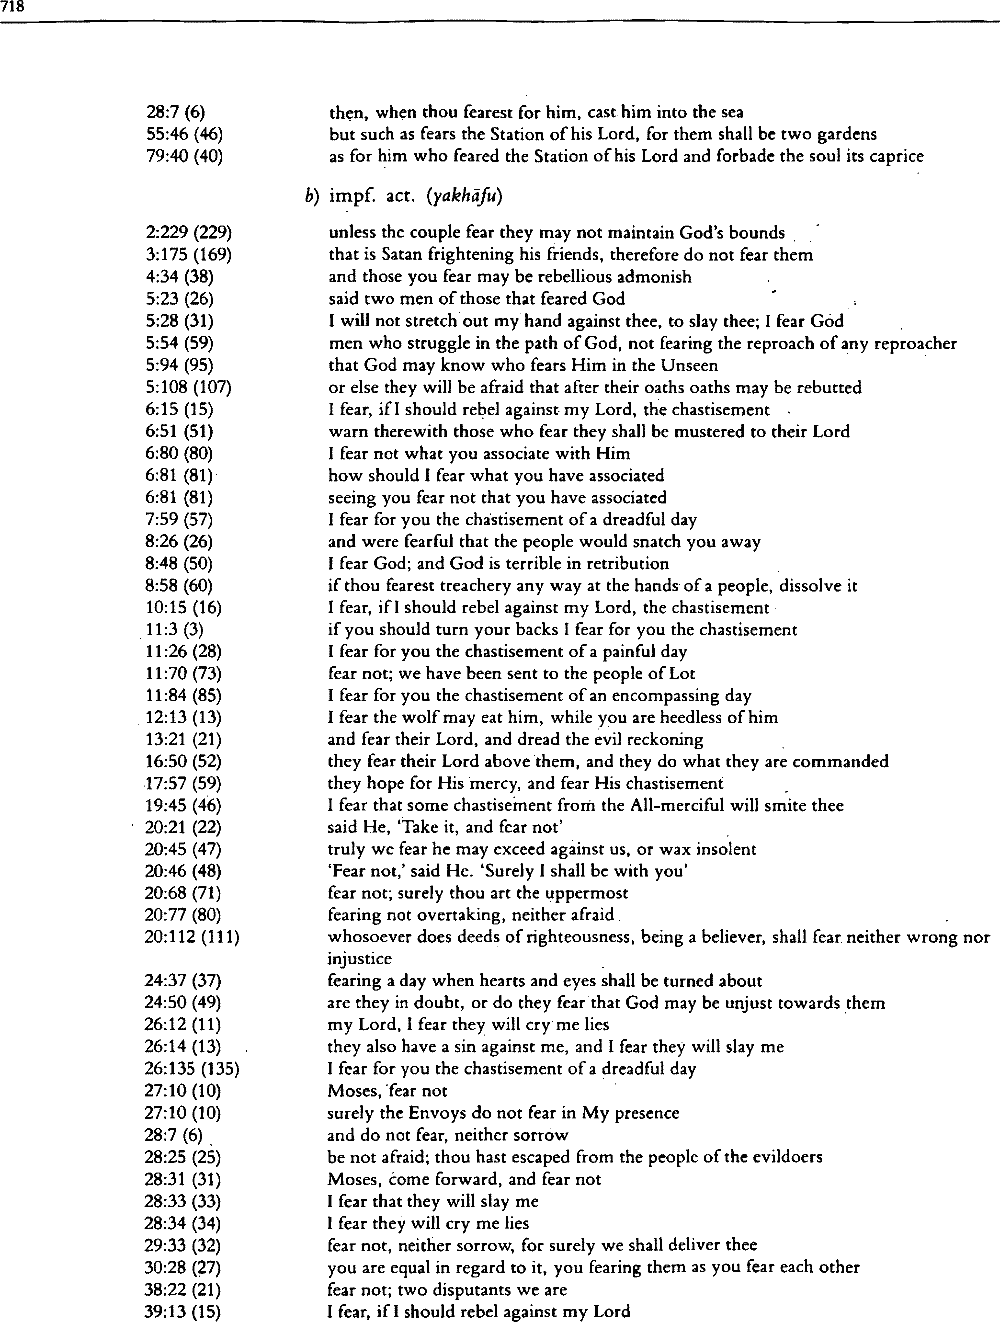 718
28:7 (6) then, when thou fearest for him, cast him into the sea
55:46 (46) but such as fears the Station of his Lord, for them shall be two gardens
79:40 (40) as for him who feared the Station of his Lord and forbade the soul its caprice
b) impf. act. (yakhāfu)
2:229 (229) unless the couple fear they may not maintain God's bounds
3:175 (169) that is Satan frightening his friends, therefore do not fear them
4:34 (38) and those you fear may be rebellious admonish
5:23 (26) said two men of those that feared God
5:28 (31) I will not stretch out my hand against thee, to slay thee; I fear God
5:54 (59) men who struggle in the path of God, not fearing the reproach of any reproacher
5:94 (95) that God may know who fears Him in the Unseen
5:108 (107) or else they will be afraid that after their oaths oaths may be rebutted
6:15 (15) I fear, if I should rebel against my Lord, the chastisement
6:51 (51) warn therewith those who fear they shall be mustered to their Lord
6:80 (80) I fear not what you associate with Him
6:81 (81) how should I fear what you have associated
6:81 (81) seeing you fear not that you have associated
7:59 (57) I fear for you the chastisement of a dreadful day
8:26 (26) and were fearful that the people would snatch you away
8:48 (50) I fear God; and God is terrible in retribution
8:58 (60) if thou fearest treachery any way at the hands of a people, dissolve it
10:15 (16) I fear, if I should rebel against my Lord, the chastisement
11:3 (3) if you should turn your backs I fear for you the chastisement
11:26 (28) I fear for you the chastisement of a painful day
11:70 (73) fear not; we have been sent to the people of Lot
11:84 (85) I fear for you the chastisement of an encompassing day
12:13 (13) I fear the wolf may eat him, while you are heedless of him
13:21 (21) and fear their Lord, and dread the evil reckoning
16:50 (52) they fear their Lord above them, and they do what they are commanded
17:57 (59) they hope for His mercy, and fear His chastisement
19:45 (46) I fear that some chastisement from the All-merciful will smite thee
20:21 (22) said He, 'Take it, and fear not'
20:45 (47) truly we fear he may exceed against us, or wax insolent
20:46 (48) 'Fear not,' said He. 'Surely I shall be with you'
20:68 (71) fear not; surely thou art the uppermost
20:77 (80) fearing not overtaking, neither afraid
20:112 (111) whosoever does deeds of righteousness, being a believer, shall fear neither wrong nor
injustice
24:37 (37) fearing a day when hearts and eyes shall be turned about
24:50 (49) are they in doubt, or do they fear that God may be unjust towards them
26:12 (11) my Lord, I fear they will cry me lies
26:14 (13) they also have a sin against me, and I fear they will slay me
26:135 (135) I fear for you the chastisement of a dreadful day
27:10 (10) Moses, fear not
27:10 (10) surely the Envoys do not fear in My presence
28:7 (6) and do not fear, neither sorrow
28:25 (25) be not afraid; thou hast escaped from the people of the evildoers
28:31 (31) Moses, come forward, and fear not
28:33 (33) I fear that they will slay me
28:34 (34) I fear they will cry me lies
29:33 (32) fear not, neither sorrow, for surely we shall deliver thee
30:28 (27) you are equal in regard to it, you fearing them as you fear each other
38:22 (21) fear not; two disputants we are
39:13 (15) I fear, if I should rebel against my Lord